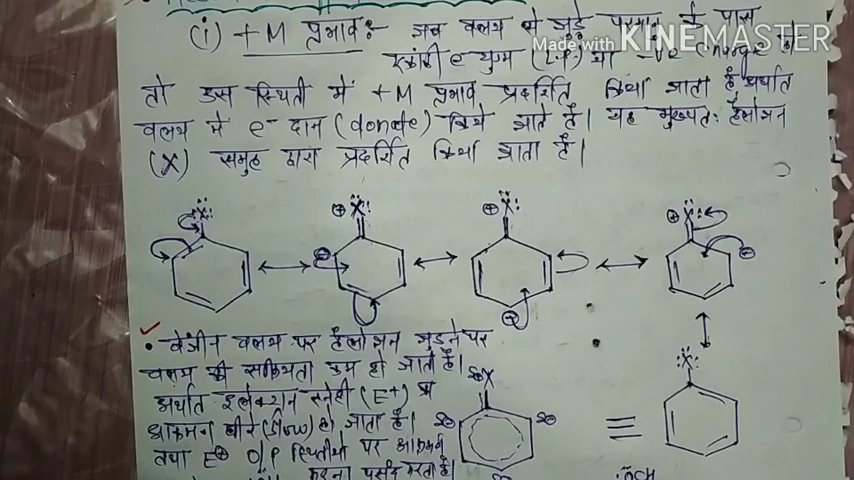 (i) +M प्रभाव :- जब वलय से जुड़े परमाणु के पास
Made with KINEMASTER
एकांकी e युग्म (L.P) या -ve charge हो
तो उस स्थिती में +M प्रभाव प्रदर्शित किया जाता है अर्थात
वलय में e⁻ दान (donate) किये जाते हैं। यह मुख्यत: हैलोजन
(X) समूह द्वारा प्रदर्शित किया जाता है।
X ⊕ X ⊕ X ⊕ X
⊖ ⊖ ⊖
• बेंजीन वलय पर हैलोजन जुड़ने पर
वलय की सक्रियता कम हो जाती है।
X
अर्थात इलेक्ट्रान स्नेही (E+) का
δ⊕ X
आक्रमण धीरे (slow) हो जाता है।
δ⊖ δ⊖
तथा E⊕ o/p स्थितीयो पर आक्रमण
करना पसंद करता है।
δ⊖
:ÖCH